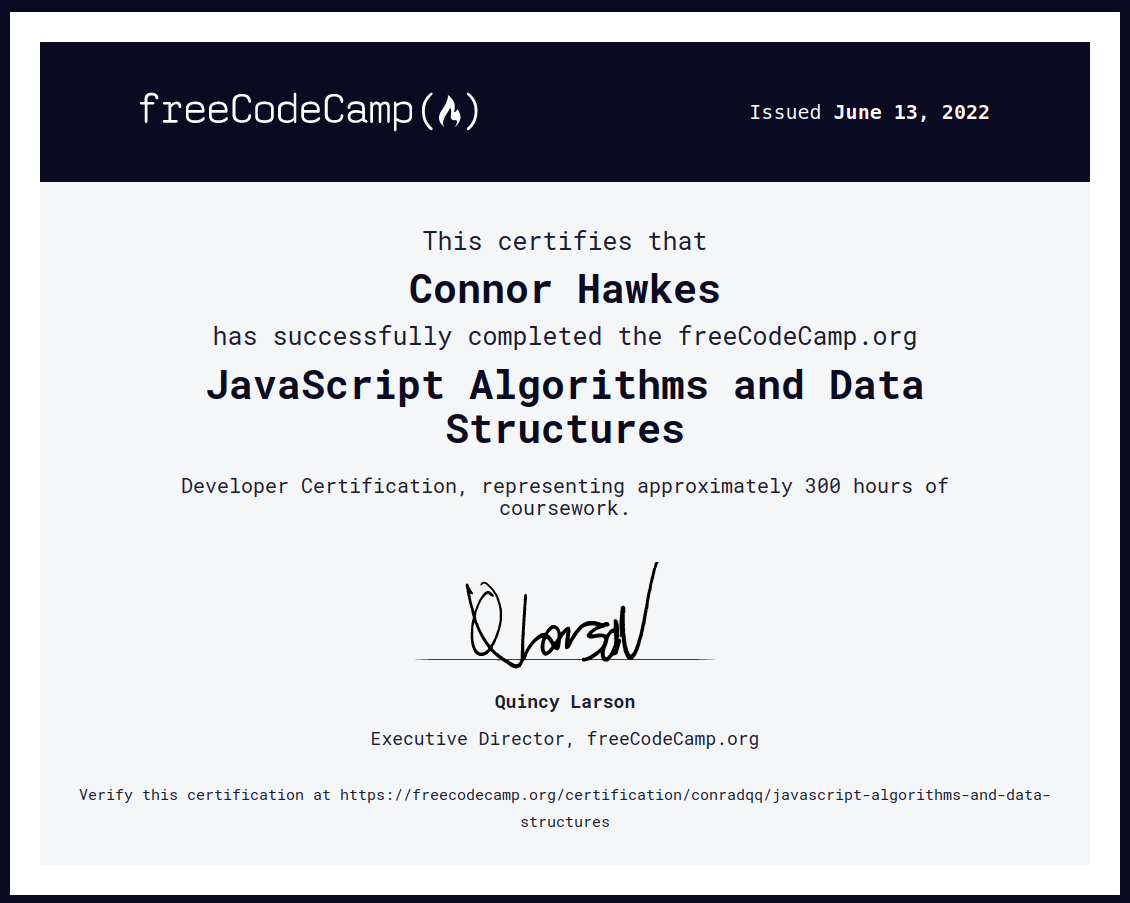 freeCodeCamp
Issued June 13, 2022
This certifies that
Connor Hawkes
has successfully completed the freeCodeCamp.org
JavaScript Algorithms and Data
Structures
Developer Certification, representing approximately 300 hours of
coursework.
Q Larson
Quincy Larson
Executive Director, freeCodeCamp.org
Verify this certification at https://freecodecamp.org/certification/conradqq/javascript-algorithms-and-data-
structures